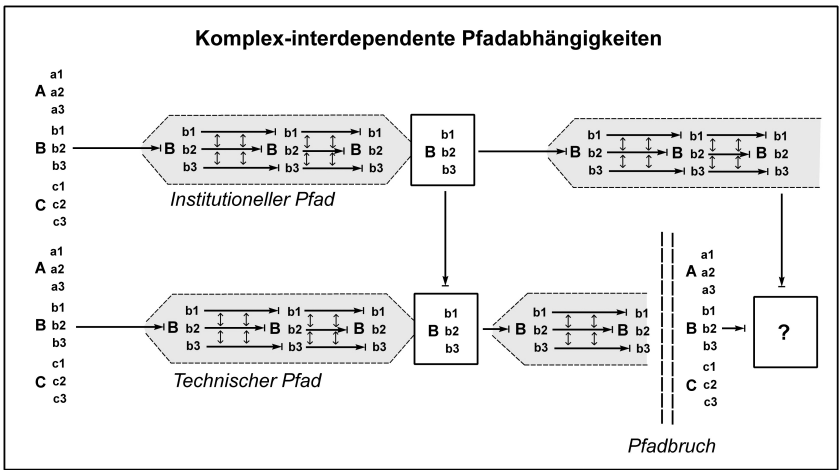 Komplex-interdependente Pfadabhängigkeiten
a1
A a2
a3
b1
B b2
b3
c1
C c2
c3
b1 b1 b1
B b2 B b2 B b2
b3 b3 b3
Institutioneller Pfad
b1
B b2
b3
b1 b1 b1
B b2 B b2 B b2
b3 b3 b3
a1
A a2
a3
b1
B b2
b3
c1
C c2
c3
b1 b1 b1
B b2 B b2 B b2
b3 b3 b3
Technischer Pfad
b1
B b2
b3
b1 b1
B b2 B b2
b3 b3
a1
A a2
a3
b1
B b2
b3
c1
C c2
c3
?
Pfadbruch